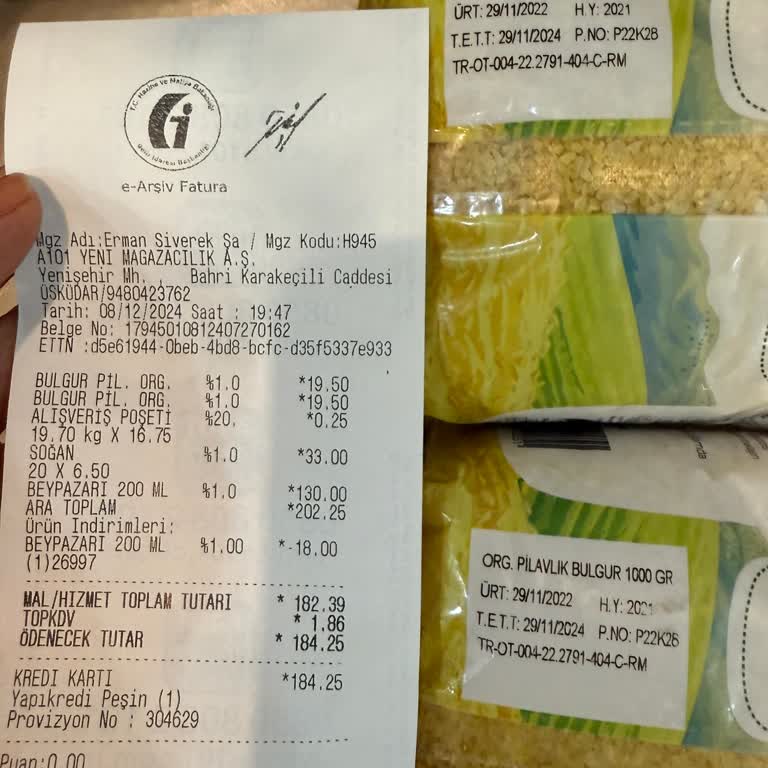 T.C. Hazine ve Maliye Bakanlığı
Gelir İdaresi Başkanlığı
e-Arşiv Fatura
Mgz Adı:Erman Siverek Şa / Mgz Kodu:H945
A101 YENİ MAGAZACILIK A.Ş.
Yenişehir Mh. , Bahri Karakeçili Caddesi
ÜSKÜDAR/9480423762
Tarih: 08/12/2024 Saat : 19:47
Belge No: 17945010812407270162
ETTN :d5e61944-0beb-4bd8-bcfc-d35f5337e933
BULGUR PİL. ORG. %1.0 *19.50
BULGUR PİL. ORG. %1.0 *19.50
ALIŞVERİŞ POŞETİ %20. *0.25
19.70 kg X 16.75
SOĞAN %1.0 *33.00
20 X 6.50
BEYPAZARI 200 ML %1.0 *130.00
ARA TOPLAM *202.25
Ürün İndirimleri:
BEYPAZARI 200 ML %1.00 *-18.00
(1)26997
MAL/HİZMET TOPLAM TUTARI * 182.39
TOPKDV * 1.86
ÖDENECEK TUTAR * 184.25
KREDİ KARTI *184.25
Yapıkredi Peşin (1)
Provizyon No : 304629
Puan:0.00
ÜRT: 29/11/2022 H.Y: 2021
T.E.T.T: 29/11/2024 P.NO: P22K28
TR-OT-004-22.2791-404-C-RM
ORG. PİLAVLIK BULGUR 1000 GR
ÜRT: 29/11/2022 H.Y: 2021
T.E.T.T: 29/11/2024 P.NO: P22K28
TR-OT-004-22.2791-404-C-RM